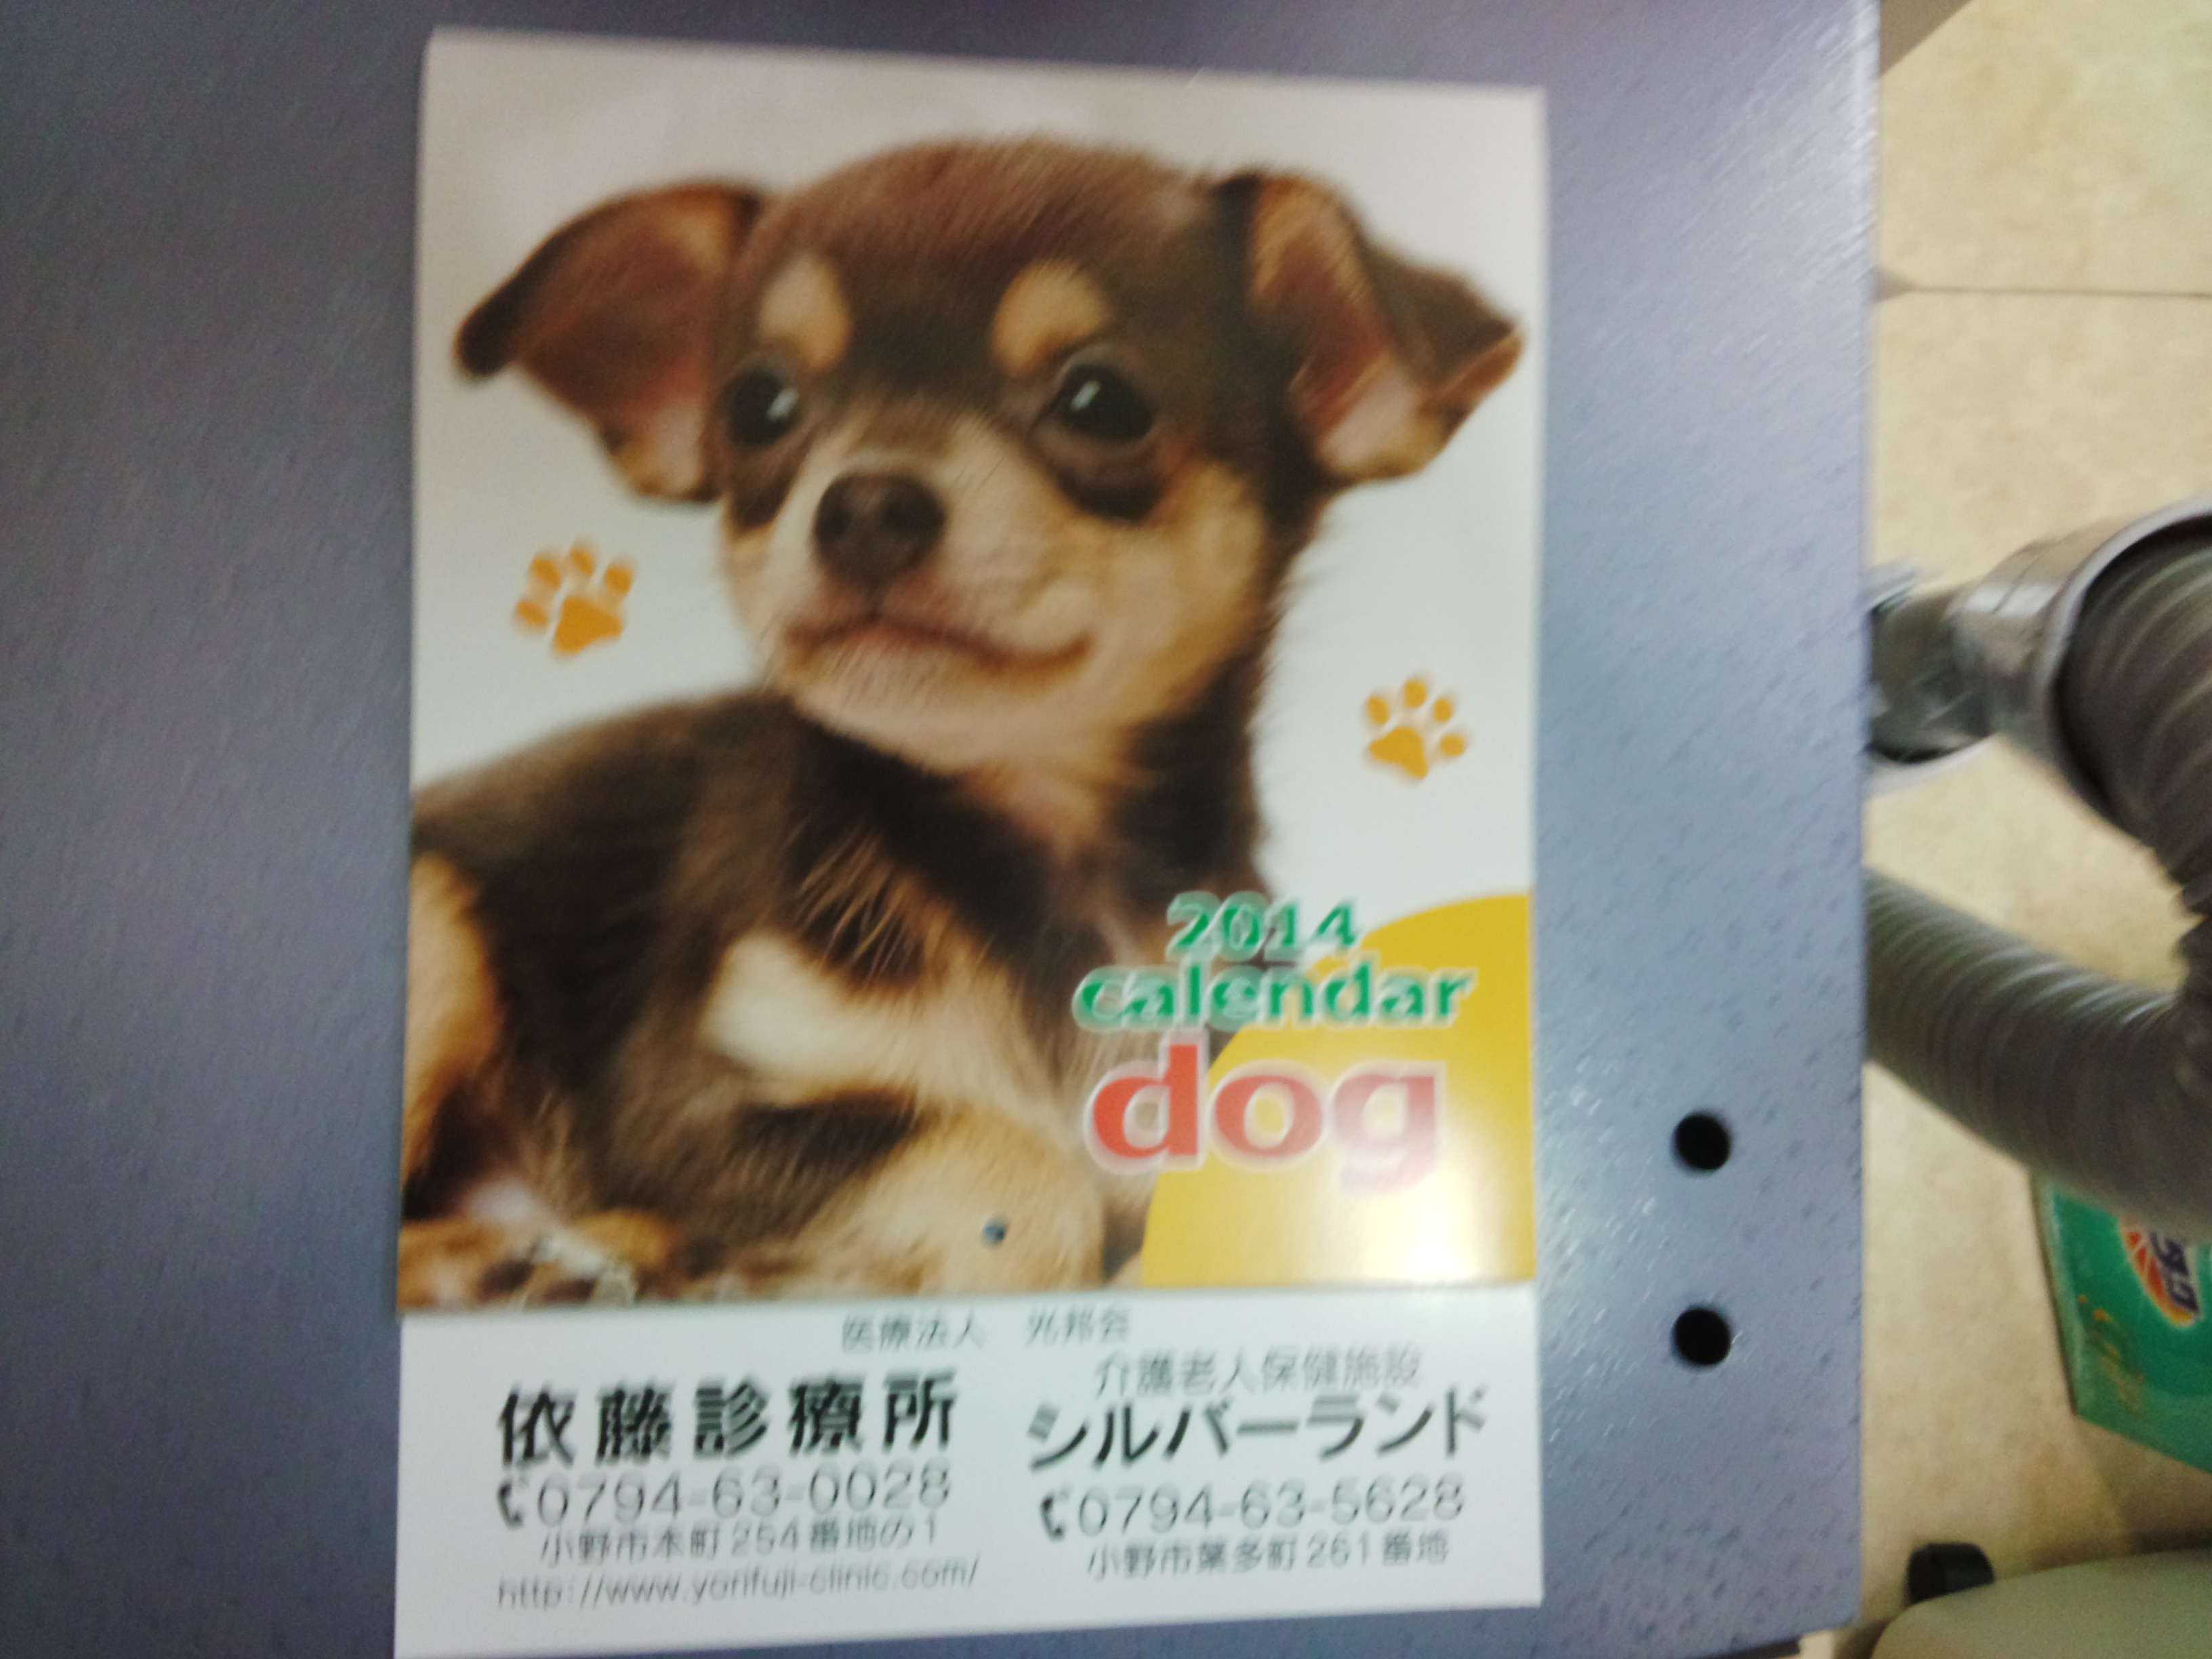 2014
calendar
dog
医療法人 光邦会
依藤診療所
0794-63-0028
小野市本町254番地の1
http://www.yorifuji-clinic.com/
介護老人保健施設
シルバーランド
0794-63-5628
小野市葉多町261番地